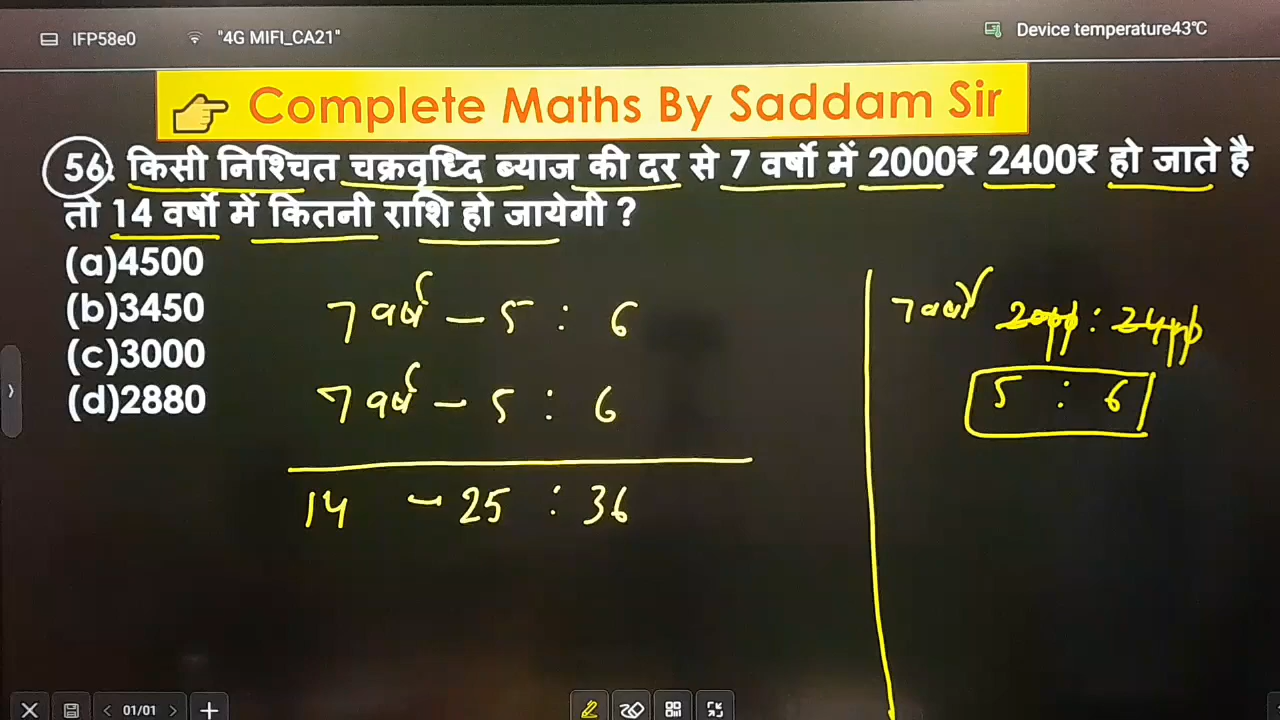 IFP58e0 "4G MIFI_CA21" Device temperature43℃
👉 Complete Maths By Saddam Sir
56. किसी निश्चित चक्रवृध्दि ब्याज की दर से 7 वर्षो में 2000₹ 2400₹ हो जाते है
तो 14 वर्षो में कितनी राशि हो जायेगी ?
(a)4500
(b)3450
(c)3000
(d)2880
7 वर्ष – 5 : 6
7 वर्ष – 5 : 6
14 – 25 : 36
7 वर्षो 2000 : 2400
5 : 6
01/01